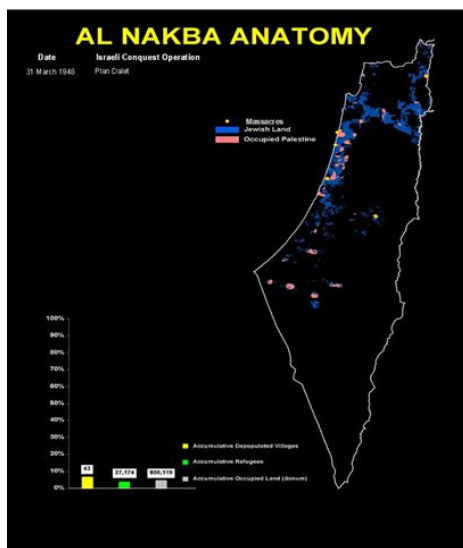 AL NAKBA ANATOMY
Date Israeli Conquest Operation
31 March 1948 Plan Dalet
Massacres
Jewish Land
Occupied Palestine
100%
90%
80%
70%
60%
50%
40%
30%
20%
10%
0%
43
27,174
Accumulative Depopulated Villages
Accumulative Refugees
Accumulative Occupied Land (donum)